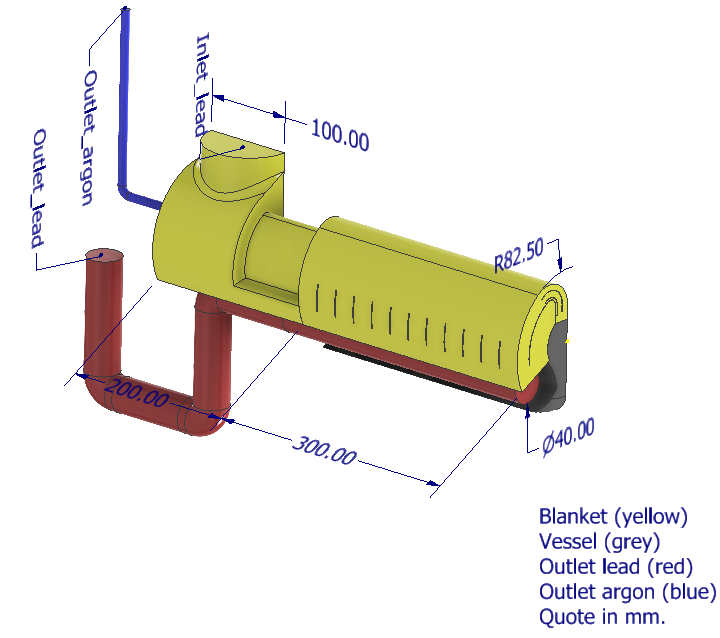 Inlet_lead
100.00
Outlet_argon
Outlet_lead
R82.50
200.00
300.00
Ø40.00
Blanket (yellow)
Vessel (grey)
Outlet lead (red)
Outlet argon (blue)
Quote in mm.